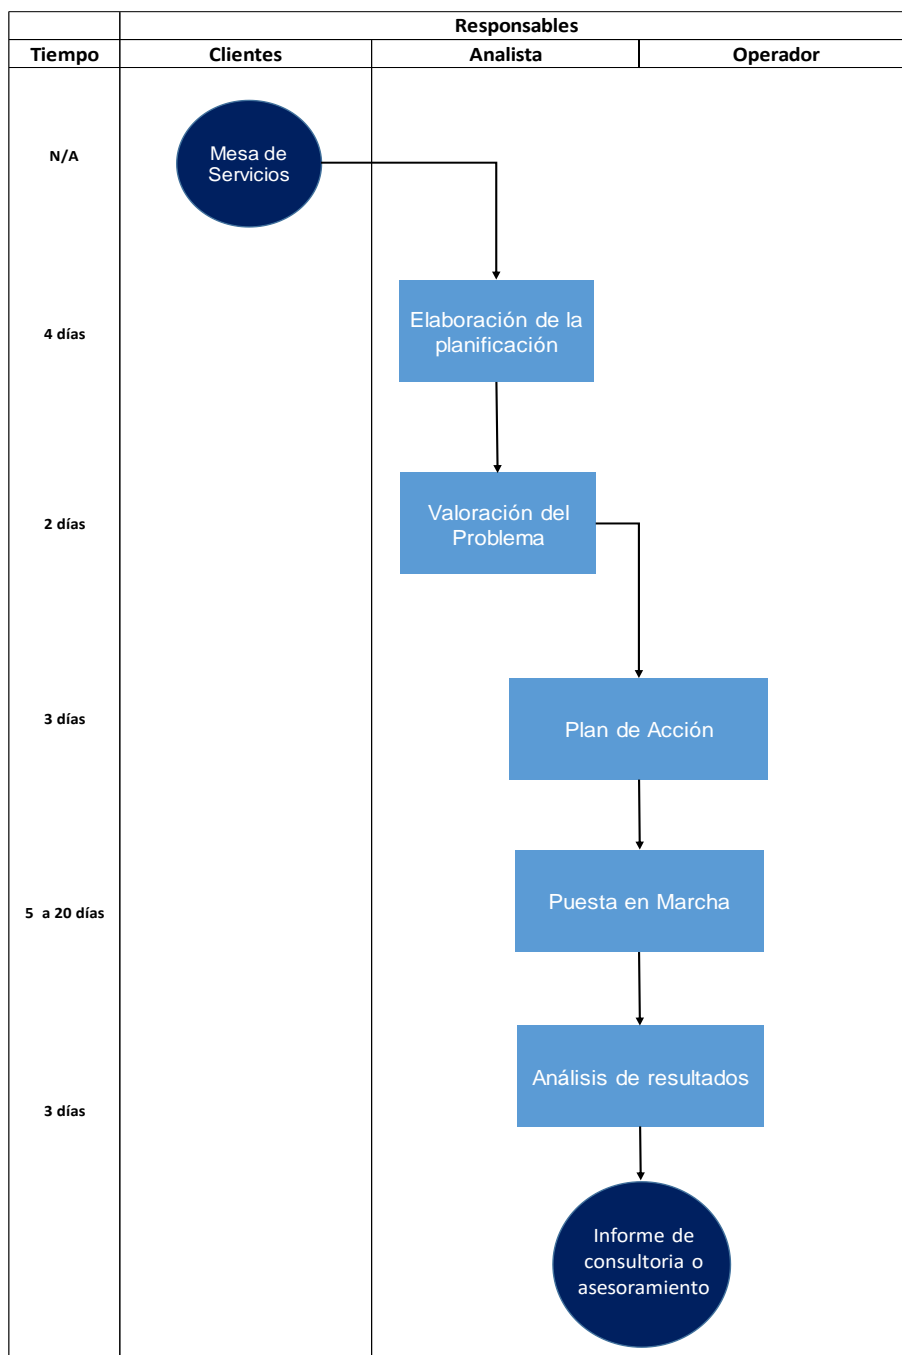 Responsables
Tiempo Clientes Analista Operador
N/A
Mesa de
Servicios
4 días
Elaboración de la
planificación
2 días
Valoración del
Problema
3 días
Plan de Acción
5 a 20 días
Puesta en Marcha
3 días
Análisis de resultados
Informe de
consultoria o
asesoramiento